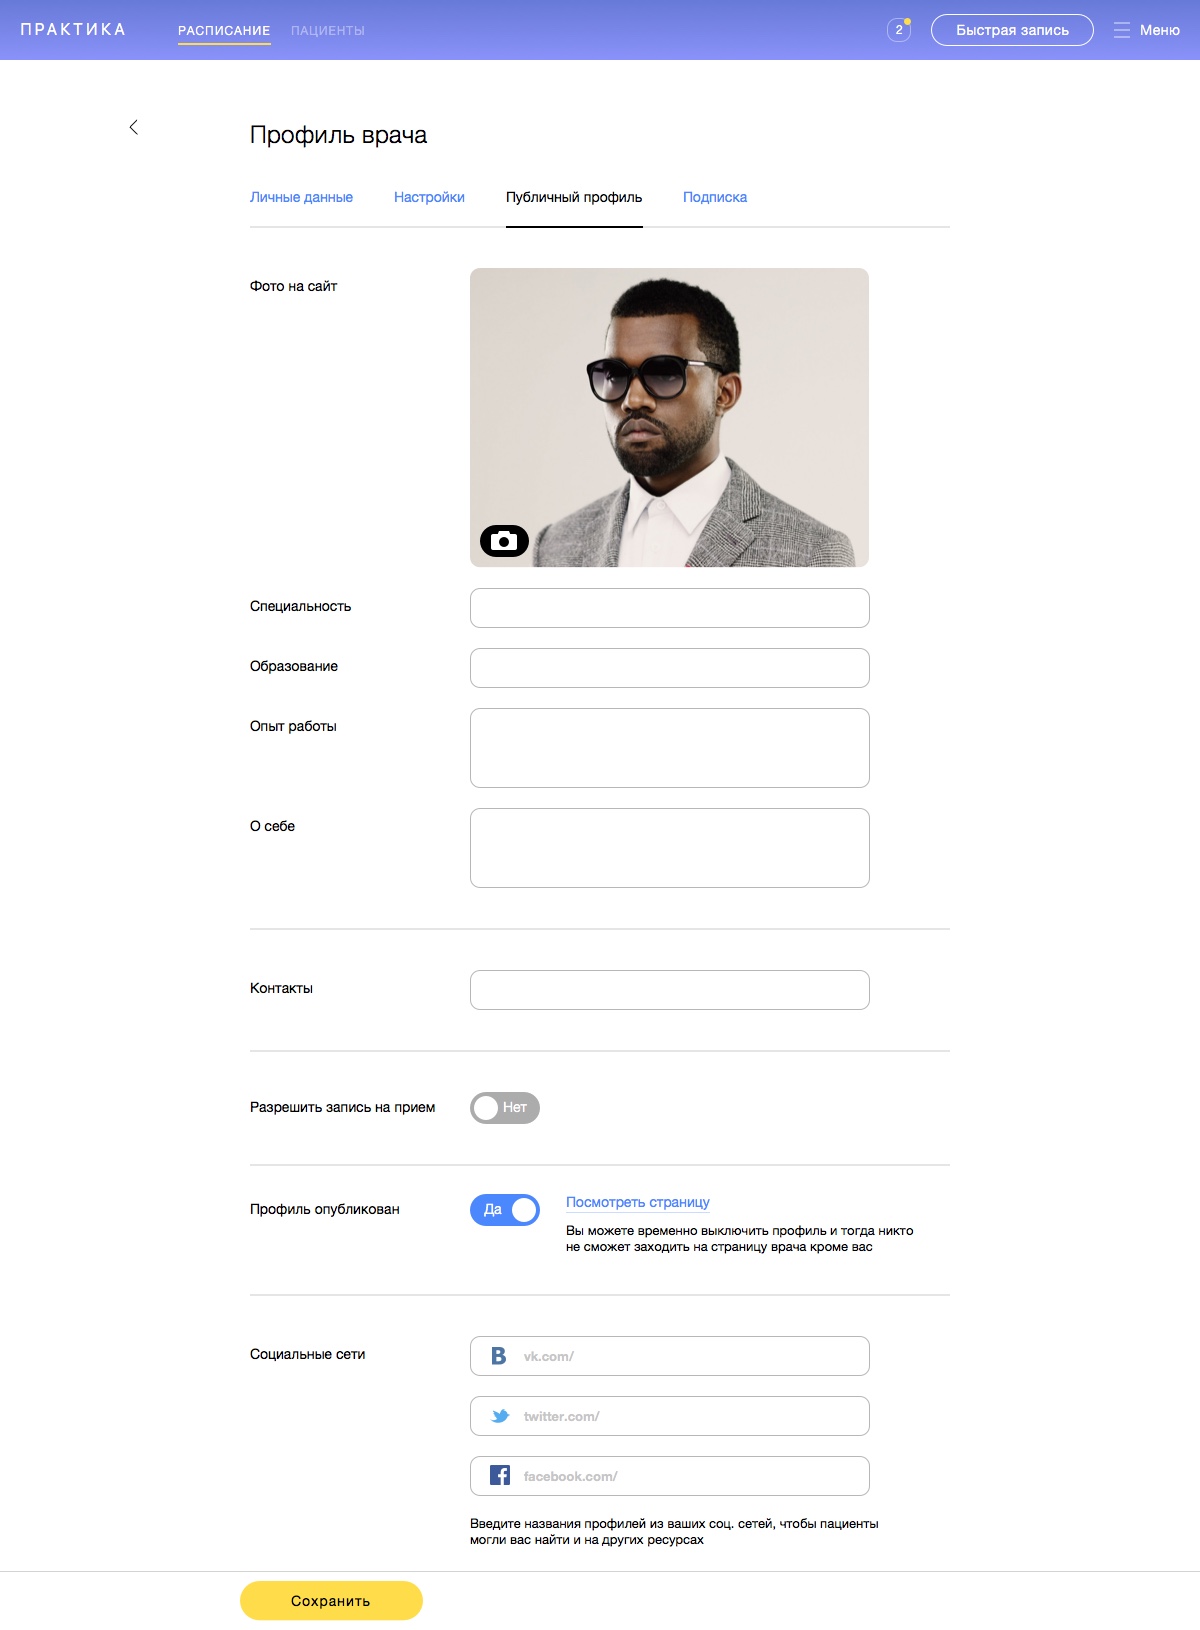 ПРАКТИКА
РАСПИСАНИЕ
ПАЦИЕНТЫ
2
Быстрая запись
Меню
Профиль врача
Личные данные
Настройки
Публичный профиль
Подписка
Фото на сайт
Специальность
Образование
Опыт работы
О себе
Контакты
Разрешить запись на прием
Нет
Профиль опубликован
Да
Посмотреть страницу
Вы можете временно выключить профиль и тогда никто
не сможет заходить на страницу врача кроме вас
Социальные сети
vk.com/
twitter.com/
facebook.com/
Введите названия профилей из ваших соц. сетей, чтобы пациенты
могли вас найти и на других ресурсах
Сохранить